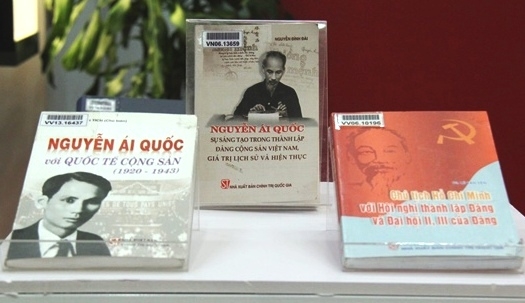 VV13.16437
NGUYỄN ÁI QUỐC
với QUỐC TẾ CỘNG SẢN
(1920 - 1943)
VN06.13659
NGUYỄN ĐÌNH
NGUYỄN ÁI QUỐC
SỰ SÁNG TẠO TRONG THÀNH LẬP
ĐẢNG CỘNG SẢN VIỆT NAM,
GIÁ TRỊ LỊCH SỬ VÀ HIỆN THỰC
NHÀ XUẤT BẢN CHÍNH TRỊ QUỐC GIA
VV06.10196
Chủ tịch Hồ Chí Minh
với Hội nghị thành lập Đảng
và Đại hội II, III của Đảng